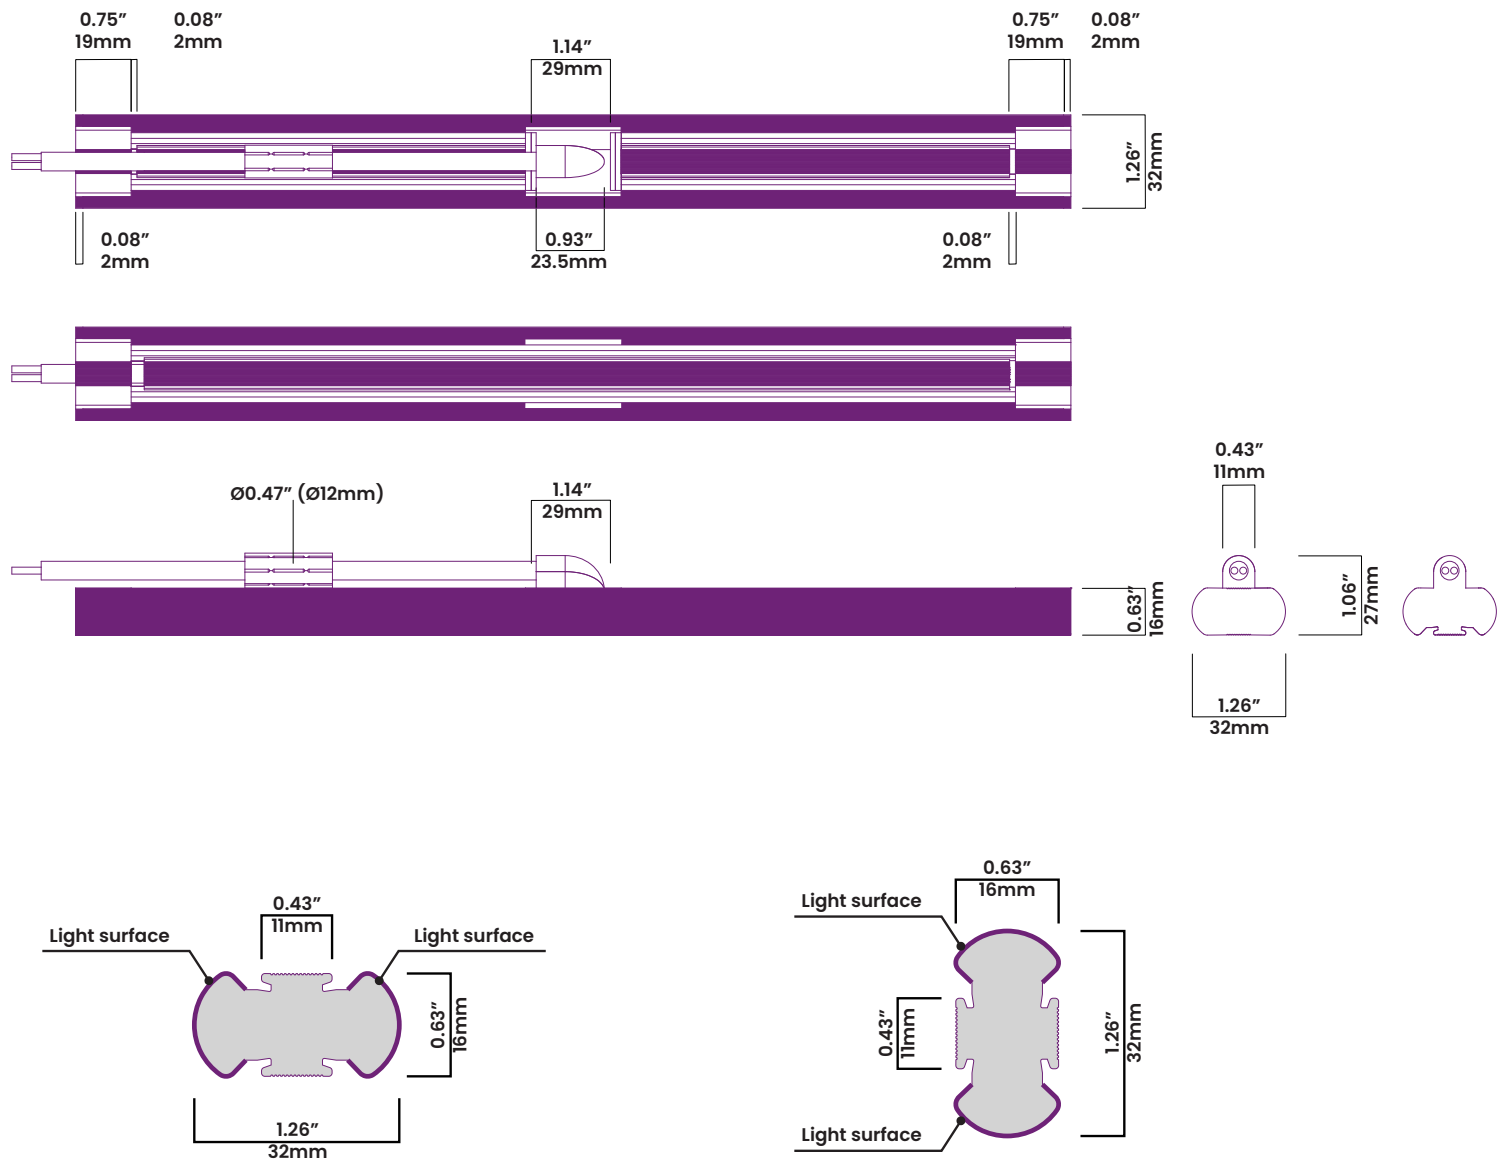 0.75”
19mm
0.08”
2mm
1.14”
29mm
0.75”
19mm
0.08”
2mm
1.26”
32mm
0.08”
2mm
0.93”
23.5mm
0.08”
2mm
Ø0.47” (Ø12mm)
1.14”
29mm
0.63”
16mm
0.43”
11mm
1.06”
27mm
1.26”
32mm
Light surface
0.43”
11mm
Light surface
0.63”
16mm
1.26”
32mm
0.63”
16mm
Light surface
0.43”
11mm
1.26”
32mm
Light surface